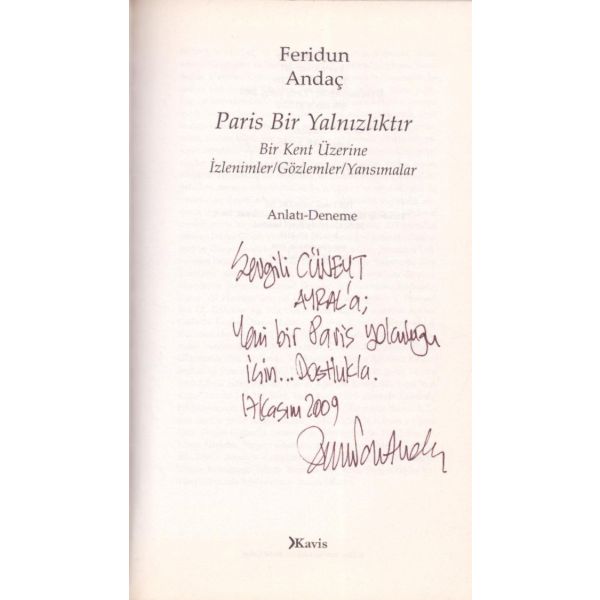 Feridun
Andaç
Paris Bir Yalnızlıktır
Bir Kent Üzerine
İzlenimler/Gözlemler/Yansımalar
Anlatı-Deneme
Sevgili CÜNEYT
AYRAL'a;
Yeni bir Paris yolculuğu
için... Dostlukla.
17 Kasım 2009
Kavis